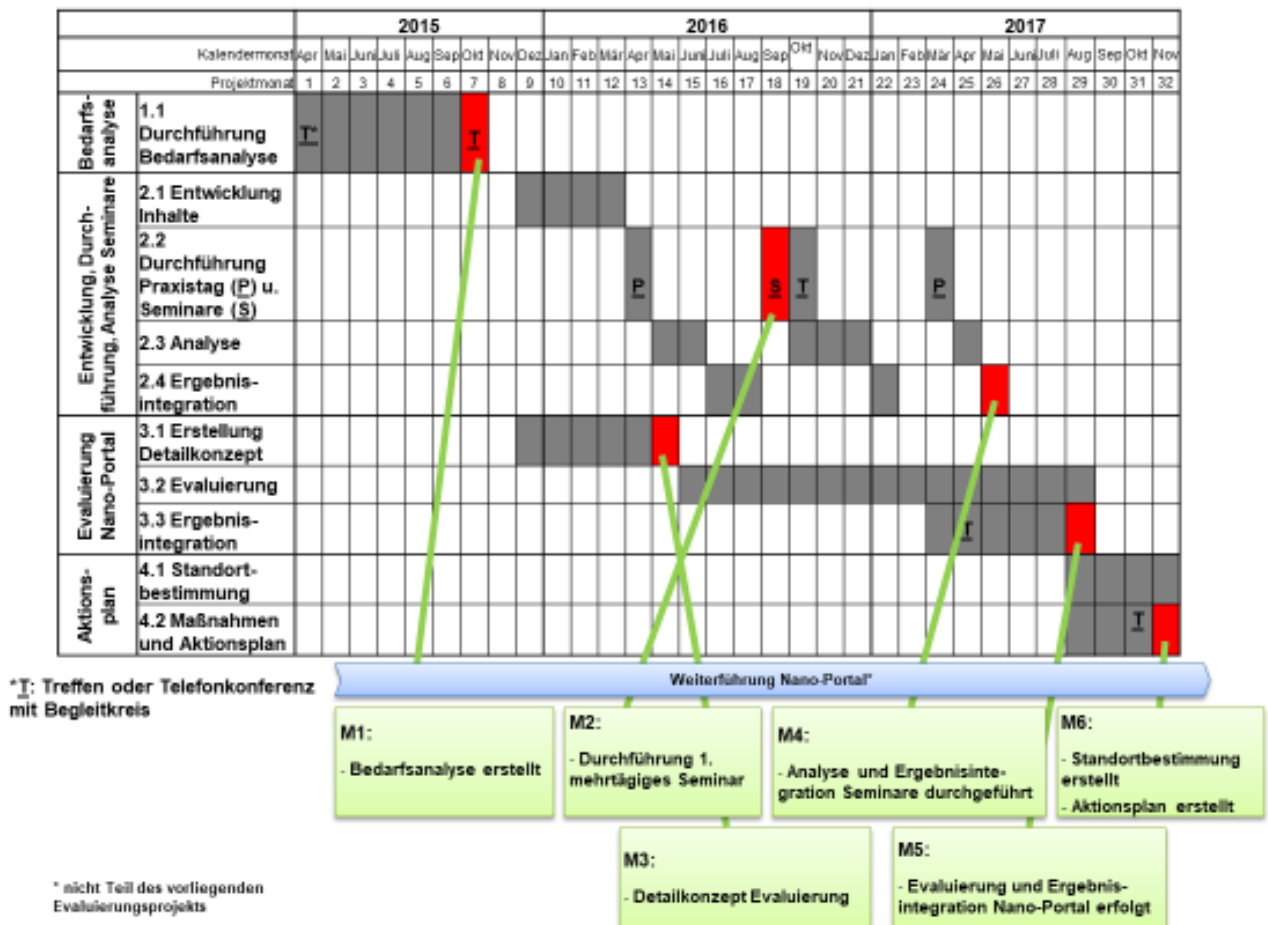 2015 2016 2017
Kalendermonat Apr Mai Juni Juli Aug Sep Okt Nov Dez Jan Feb Mär Apr Mai Juni Juli Aug Sep Okt Nov Dez Jan Feb Mär Apr Mai Juni Juli Aug Sep Okt Nov
Projektmonat 1 2 3 4 5 6 7 8 9 10 11 12 13 14 15 16 17 18 19 20 21 22 23 24 25 26 27 28 29 30 31 32
Bedarfs-
analyse
1.1
Durchführung
Bedarfsanalyse
T* T
Entwicklung, Durch-
führung, Analyse Seminare
2.1 Entwicklung
Inhalte
2.2
Durchführung
Praxistag (P) u.
Seminare (S)
P S T P
2.3 Analyse
2.4 Ergebnis-
integration
Evaluierung
Nano-Portal
3.1 Erstellung
Detailkonzept
3.2 Evaluierung
3.3 Ergebnis-
integration
T
Aktions-
plan
4.1 Standort-
bestimmung
4.2 Maßnahmen
und Aktionsplan
T
*T: Treffen oder Telefonkonferenz
mit Begleitkreis
Weiterführung Nano-Portal*
M1:
- Bedarfsanalyse erstellt
M2:
- Durchführung 1.
mehrtägiges Seminar
M4:
- Analyse und Ergebnisinte-
gration Seminare durchgeführt
M6:
- Standortbestimmung
erstellt
- Aktionsplan erstellt
M3:
- Detailkonzept Evaluierung
M5:
- Evaluierung und Ergebnis-
integration Nano-Portal erfolgt
* nicht Teil des vorliegenden
Evaluierungsprojekts